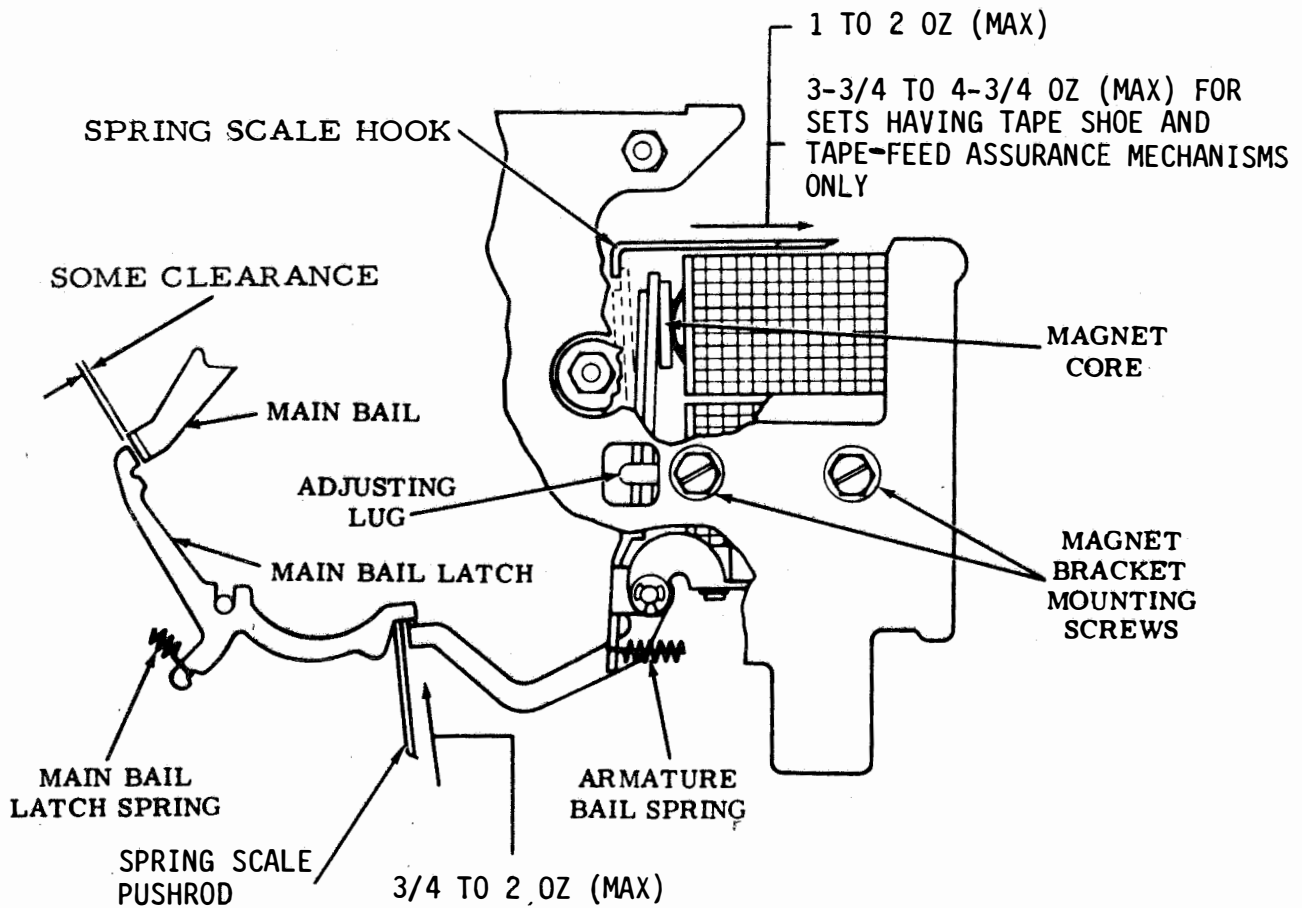 1 TO 2 OZ (MAX)
3-3/4 TO 4-3/4 OZ (MAX) FOR
SETS HAVING TAPE SHOE AND
TAPE-FEED ASSURANCE MECHANISMS
ONLY
SPRING SCALE HOOK
SOME CLEARANCE
MAGNET
CORE
MAIN BAIL
ADJUSTING
LUG
MAIN BAIL LATCH
MAGNET
BRACKET
MOUNTING
SCREWS
MAIN BAIL
LATCH SPRING
ARMATURE
BAIL SPRING
SPRING SCALE
PUSHROD
3/4 TO 2 OZ (MAX)